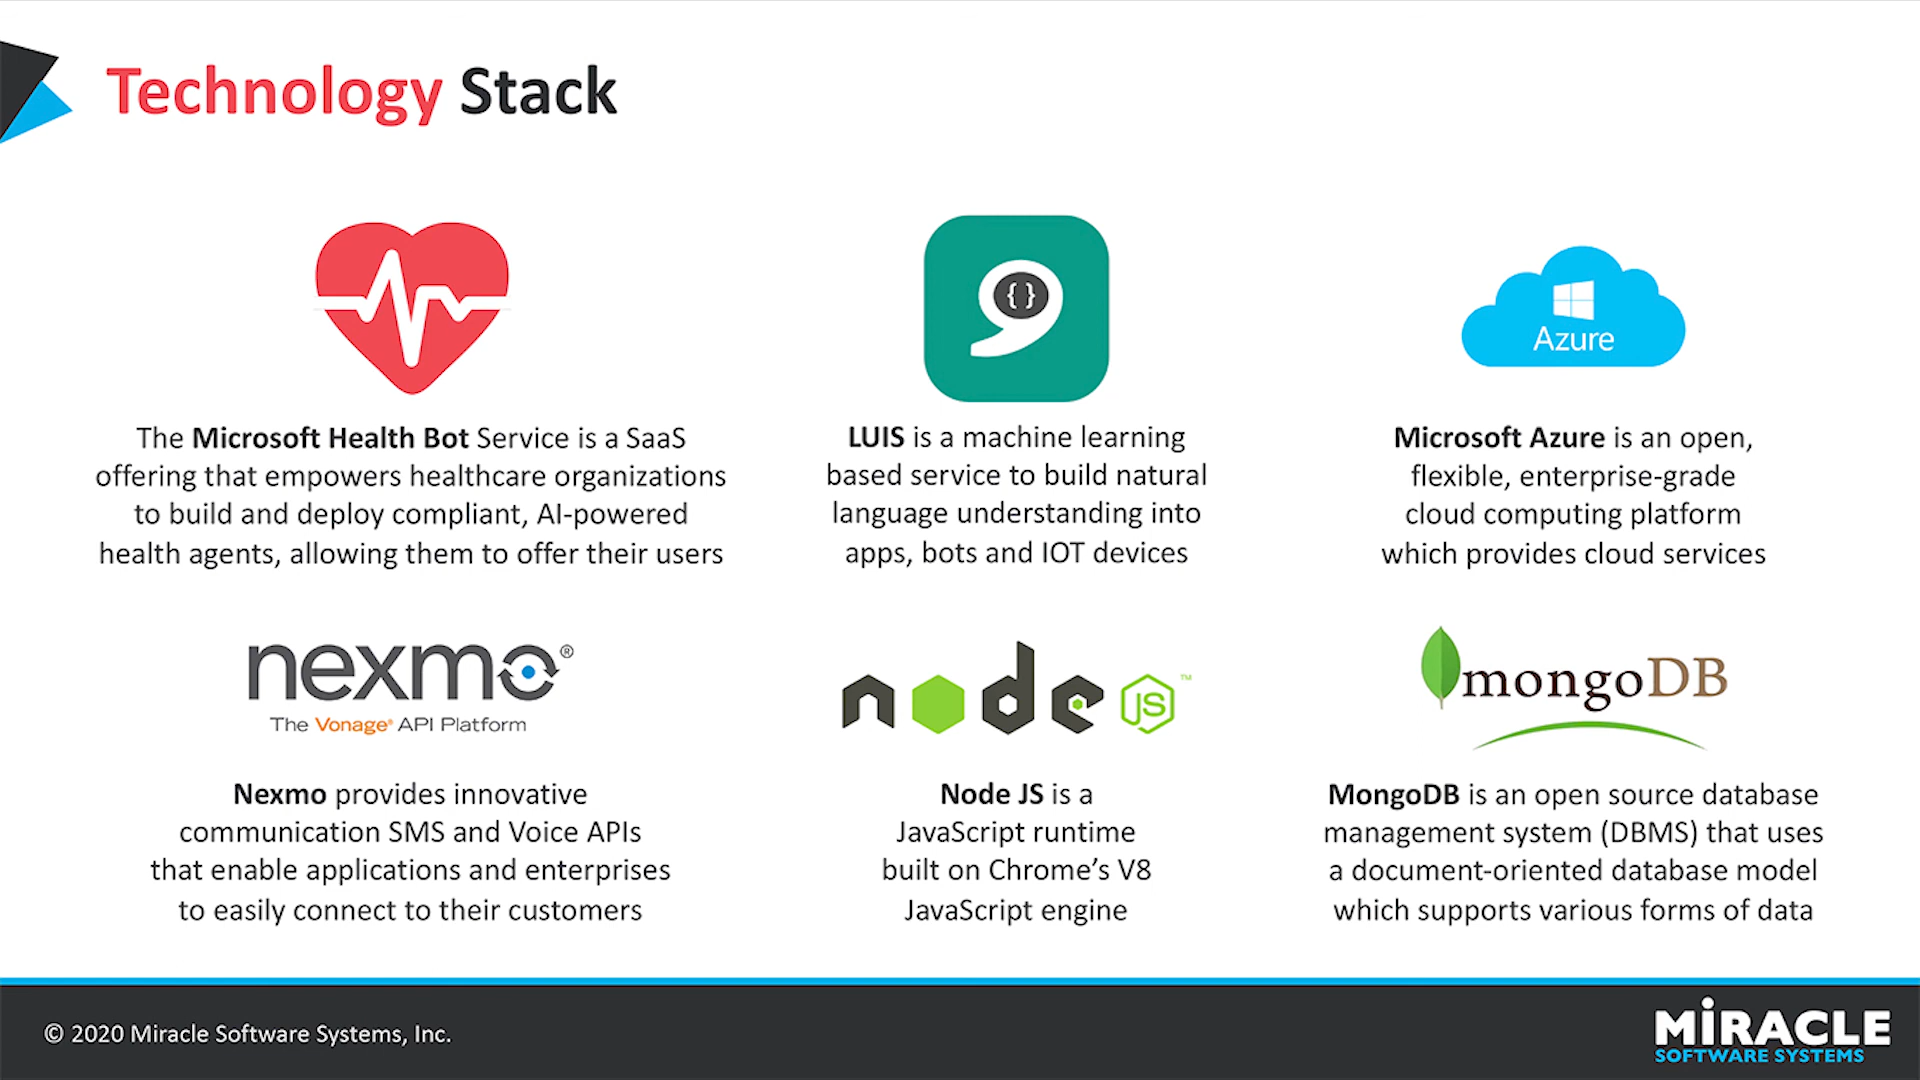 Technology Stack
{ }
Azure
The Microsoft Health Bot Service is a SaaS
offering that empowers healthcare organizations
to build and deploy compliant, AI-powered
health agents, allowing them to offer their users
LUIS is a machine learning
based service to build natural
language understanding into
apps, bots and IOT devices
Microsoft Azure is an open,
flexible, enterprise-grade
cloud computing platform
which provides cloud services
nexmo®
The Vonage® API Platform
node JS™
mongoDB
Nexmo provides innovative
communication SMS and Voice APIs
that enable applications and enterprises
to easily connect to their customers
Node JS is a
JavaScript runtime
built on Chrome’s V8
JavaScript engine
MongoDB is an open source database
management system (DBMS) that uses
a document-oriented database model
which supports various forms of data
© 2020 Miracle Software Systems, Inc.
MiRACLE
SOFTWARE SYSTEMS